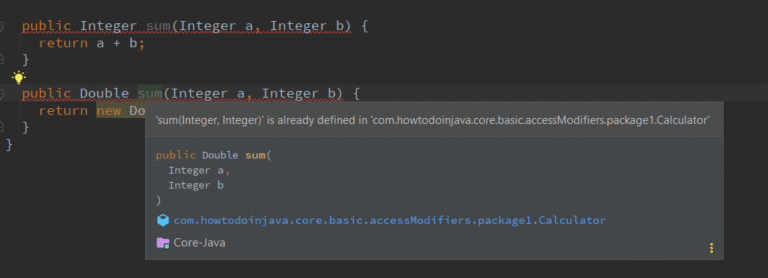 public Integer sum(Integer a, Integer b) {
return a + b;
}
public Double sum(Integer a, Integer b) {
return new Do
}
}
'sum(Integer, Integer)' is already defined in 'com.howtodoinjava.core.basic.accessModifiers.package1.Calculator'
public Double sum(
Integer a,
Integer b
)
com.howtodoinjava.core.basic.accessModifiers.package1.Calculator
Core-Java